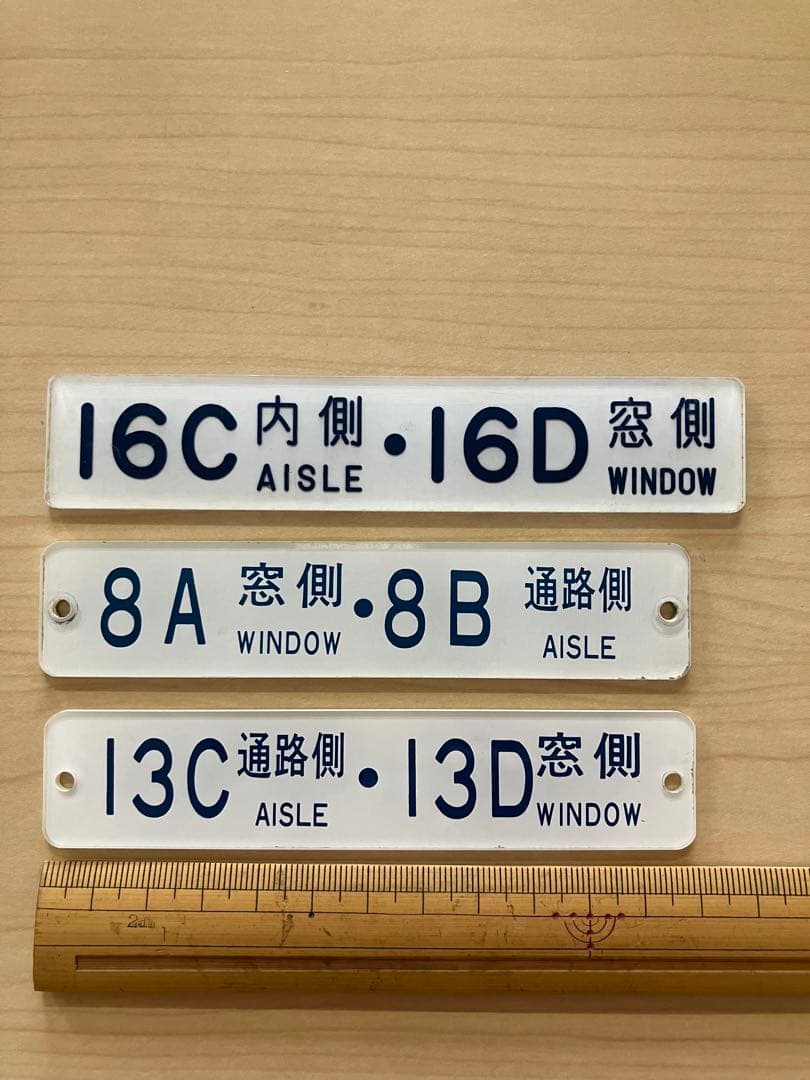 16C 内側 AISLE・16D 窓側 WINDOW
8A 窓側 WINDOW・8B 通路側 AISLE
13C 通路側 AISLE・13D 窓側 WINDOW